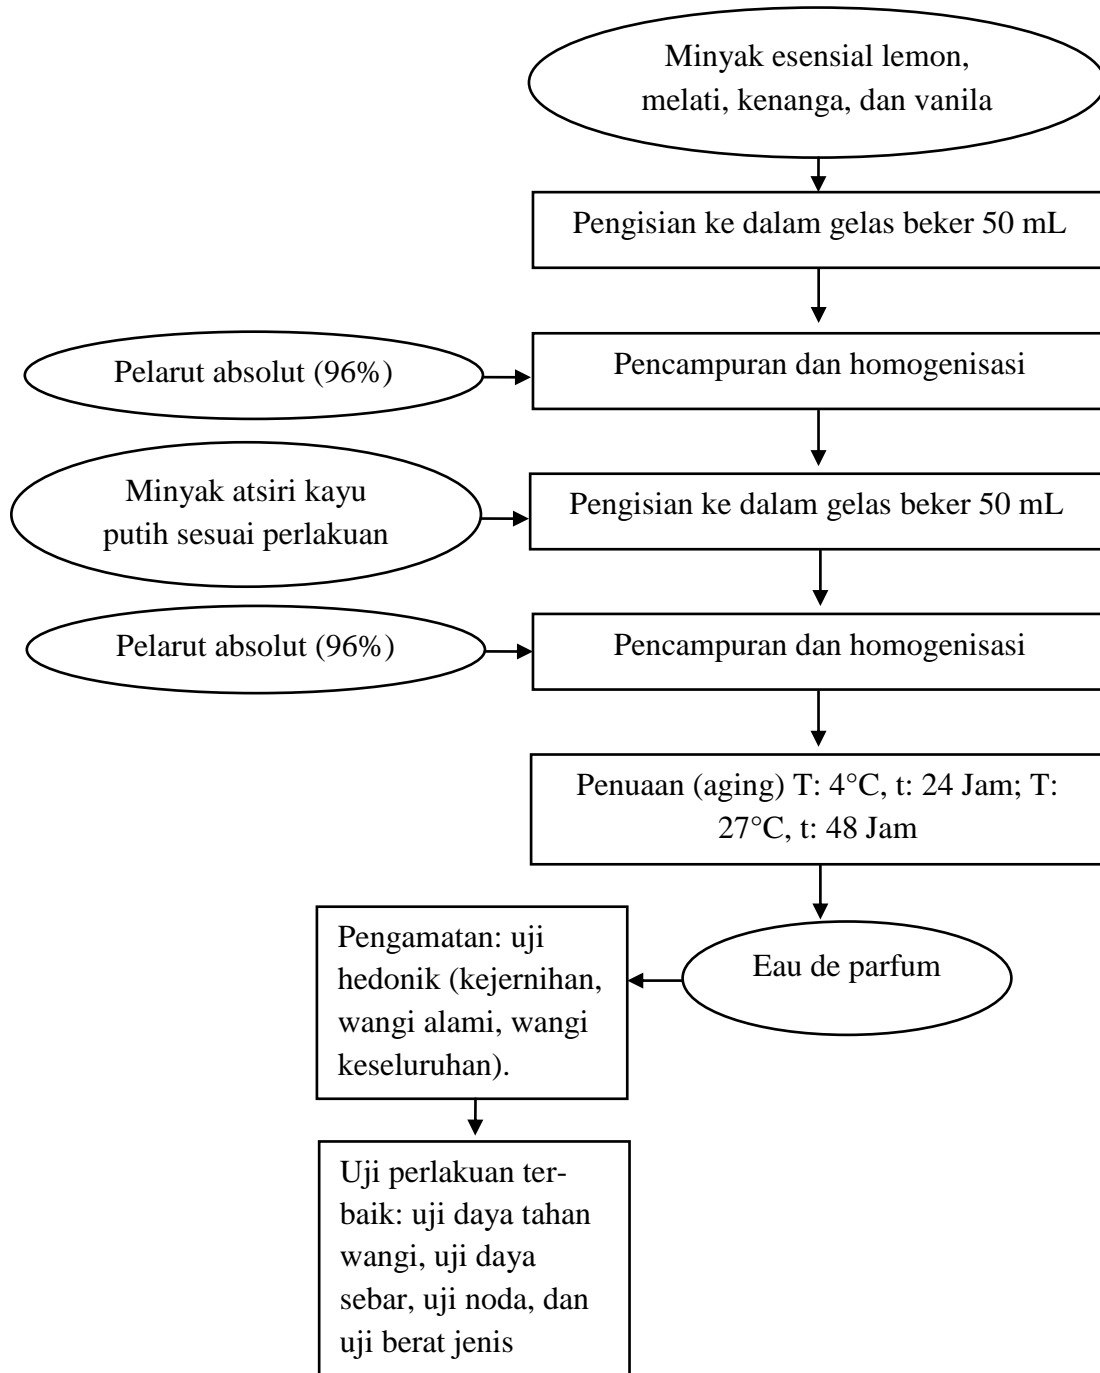 Minyak esensial lemon,
melati, kenanga, dan vanila
Pengisian ke dalam gelas beker 50 mL
Pelarut absolut (96%)
Pencampuran dan homogenisasi
Minyak atsiri kayu
putih sesuai perlakuan
Pengisian ke dalam gelas beker 50 mL
Pelarut absolut (96%)
Pencampuran dan homogenisasi
Penuaan (aging) T: 4°C, t: 24 Jam; T:
27°C, t: 48 Jam
Eau de parfum
Pengamatan: uji
hedonik (kejernihan,
wangi alami, wangi
keseluruhan).
Uji perlakuan ter-
baik: uji daya tahan
wangi, uji daya
sebar, uji noda, dan
uji berat jenis